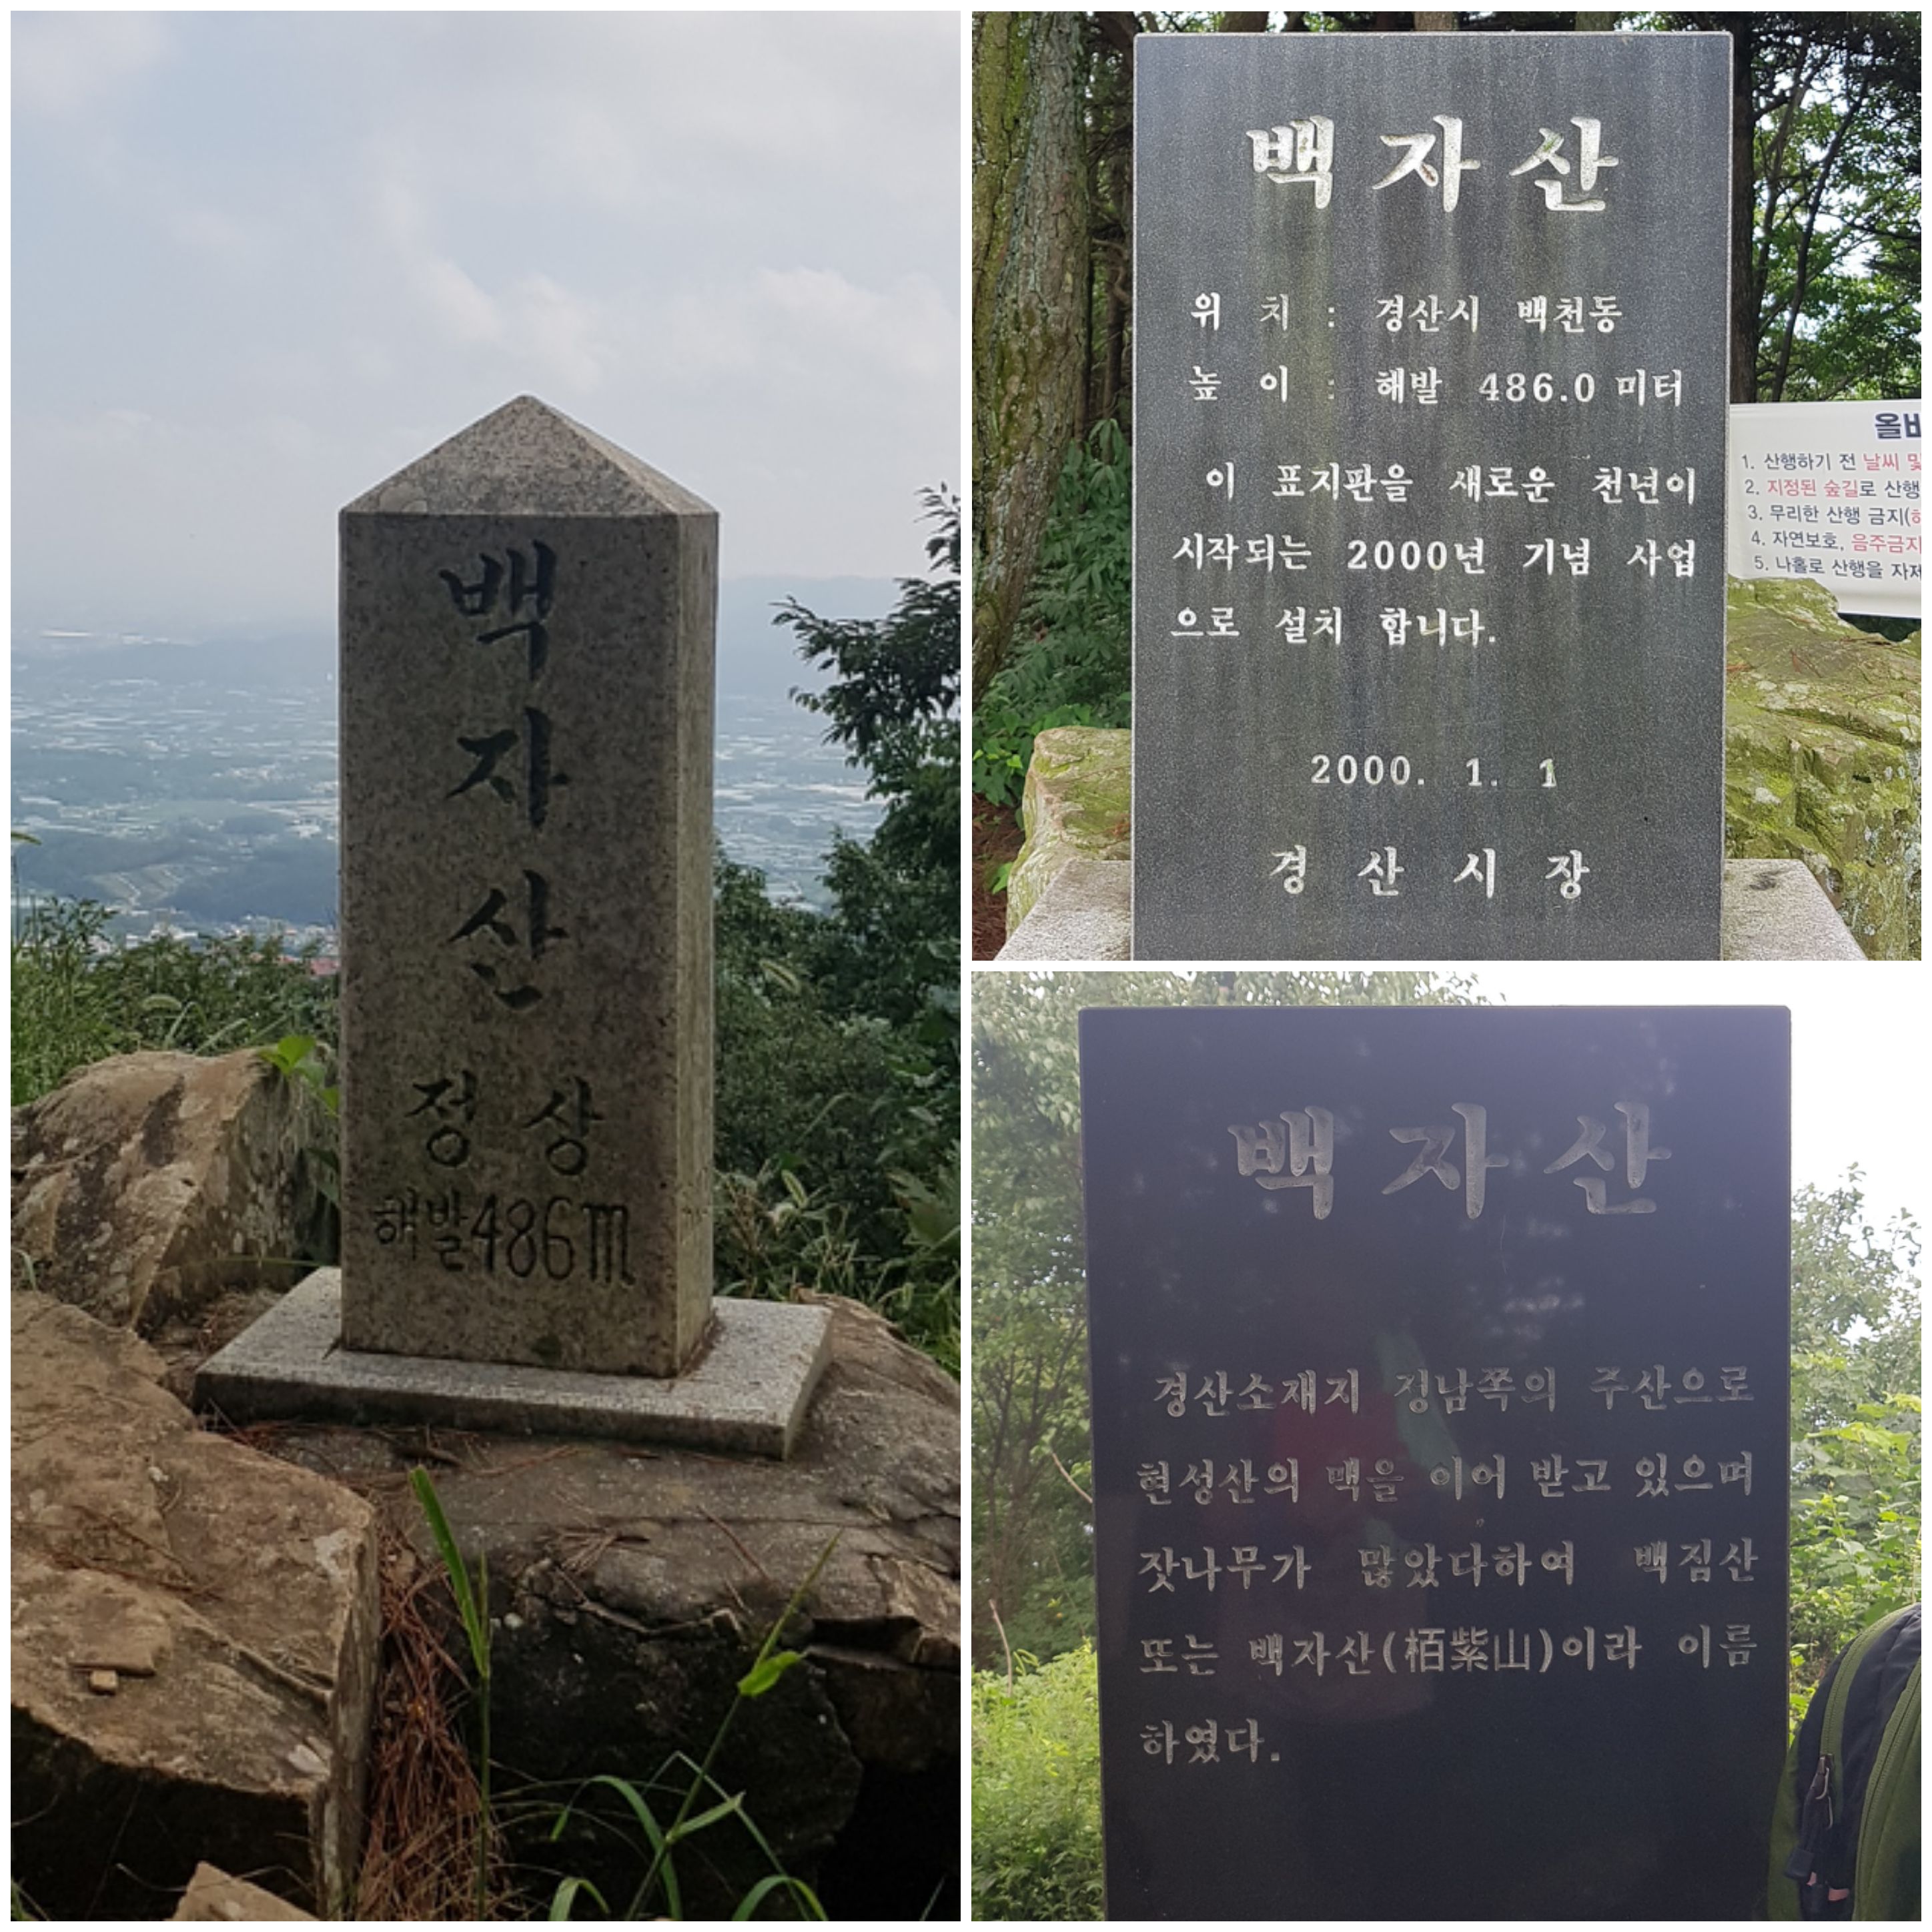 백
자
산
정 상
해발486m
백자산
위 치 : 경산시 백천동
높 이 : 해발 486.0 미터
이 표지판을 새로운 천년이
시작되는 2000년 기념 사업
으로 설치 합니다.
2000. 1. 1
경 산 시 장
1. 산행하기 전 날씨 및
2. 지정된 숲길로 산행
3. 무리한 산행 금지(
4. 자연보호, 음주금지
5. 나홀로 산행을 자제
백자산
경산소재지 정남쪽의 주산으로
현성산의 맥을 이어 받고 있으며
잣나무가 많았다하여 백짐산
또는 백자산(栢紫山)이라 이름
하였다.